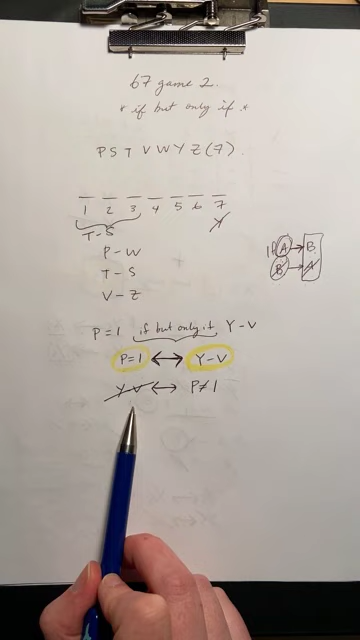 67 game 2.
* if but only if *
P S T V W Y Z (7).
1 2 3 4 5 6 7
T – S Y
P – W
T – S
V – Z
If A → B
B → A
P = 1 if but only if Y – V
P = 1 ↔ Y – V
Y V ↔ P ≠ 1